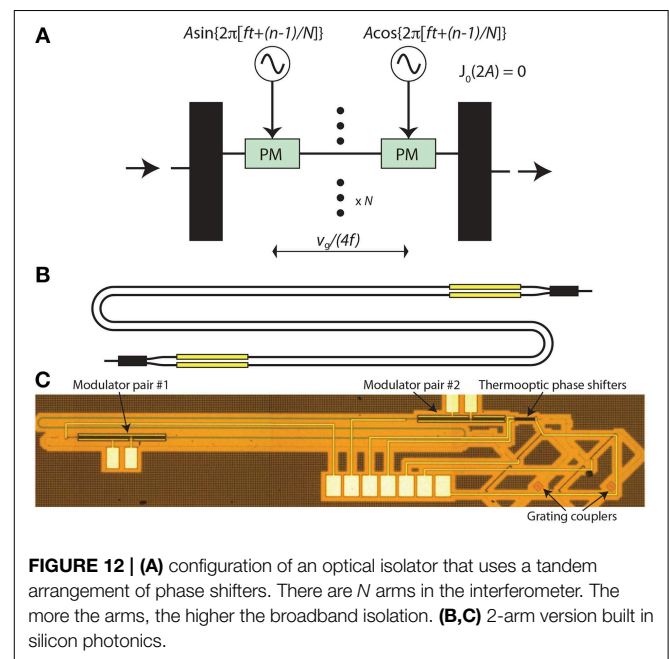 A
Asin{2π[ft+(n-1)/N]}
Acos{2π[ft+(n-1)/N]}
J₀(2A) = 0
PM
PM
x N
v_g/(4f)
B
C
Modulator pair #1
Modulator pair #2
Thermooptic phase shifters
Grating couplers
FIGURE 12 | (A) configuration of an optical isolator that uses a tandem
arrangement of phase shifters. There are N arms in the interferometer. The
more the arms, the higher the broadband isolation. (B,C) 2-arm version built in
silicon photonics.